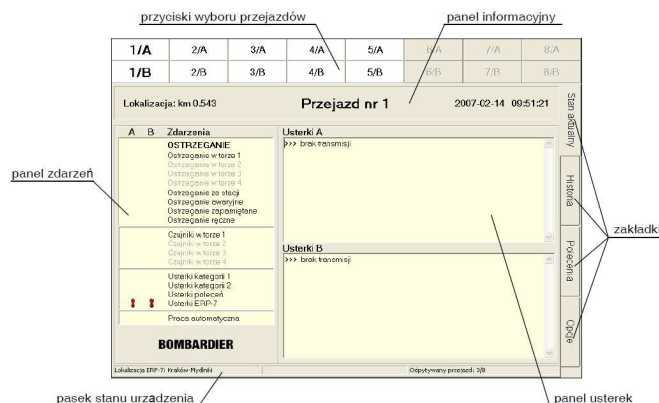 przyciski wyboru przejazdów
panel informacyjny
1/A 2/A 3/A 4/A 5/A 6/A 7/A 8/A
1/B 2/B 3/B 4/B 5/B 6/B 7/B 8/B
Lokalizacja: km 0.543
Przejazd nr 1
2007-02-14 09:51:21
Stan aktualny
Historia
Polecenia
Opcje
zakładki
panel zdarzeń
A B Zdarzenia
OSTRZEGANIE
Ostrzeganie w torze 1
Ostrzeganie w torze 2
Ostrzeganie w torze 3
Ostrzeganie w torze 4
Ostrzeganie ze stacji
Ostrzeganie awaryjne
Ostrzeganie zapamiętane
Ostrzeganie ręczne
Czujniki w torze 1
Czujniki w torze 2
Czujniki w torze 3
Czujniki w torze 4
Usterki kategorii 1
Usterki kategorii 2
Usterki poleceń
Usterki ERP-7
Praca automatyczna
BOMBARDIER
Usterki A
>>> brak transmisji
Usterki B
>>> brak transmisji
Lokalizacja ERP-7: Kraków-Mydlniki
Odpytywany przejazd: 3/B
pasek stanu urządzenia
panel usterek